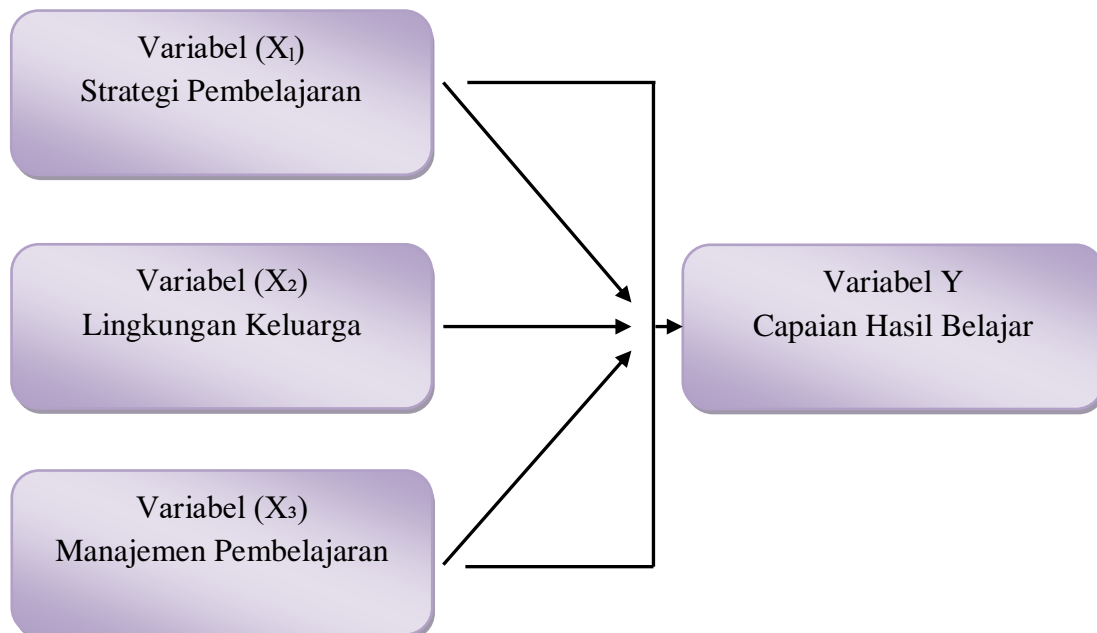 Variabel (X₁)
Strategi Pembelajaran
Variabel (X₂)
Lingkungan Keluarga
Variabel Y
Capaian Hasil Belajar
Variabel (X₃)
Manajemen Pembelajaran